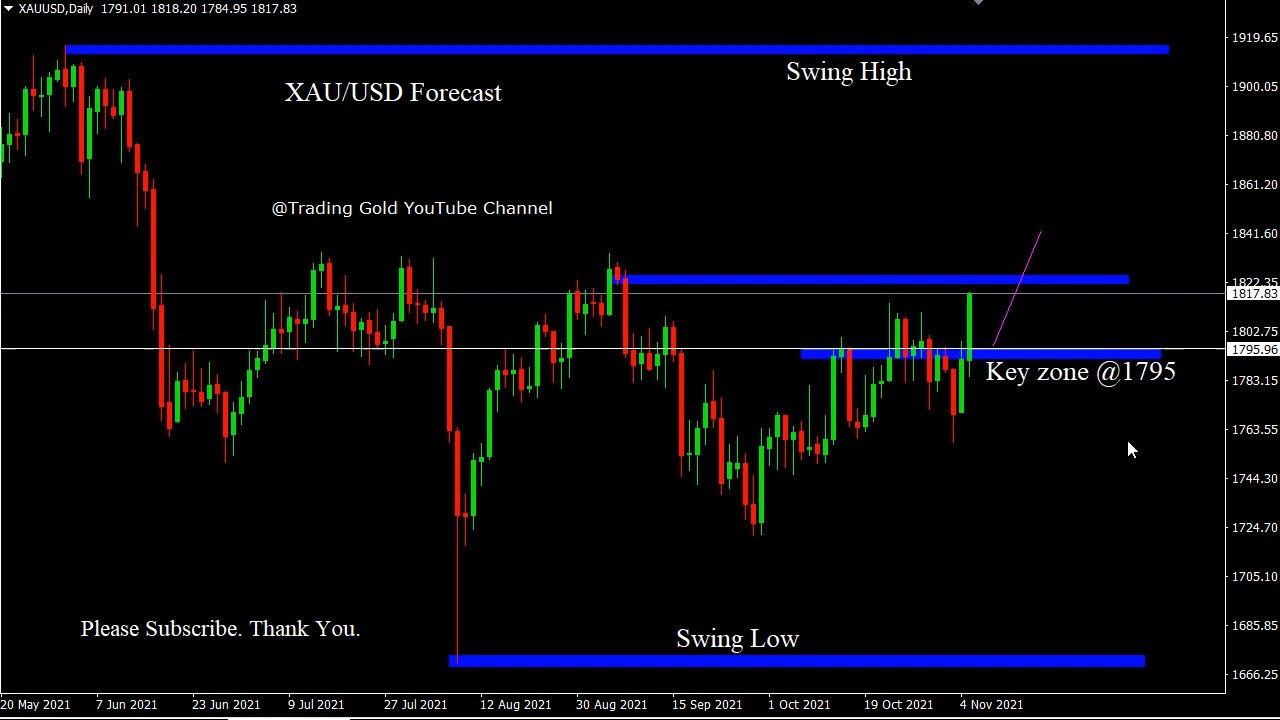 XAUUSD,Daily 1791.01 1818.20 1784.95 1817.83
1919.65
Swing High
XAU/USD Forecast
1900.05
1880.80
1861.20
@Trading Gold YouTube Channel
1841.60
1822.35
1817.83
1802.75
1795.96
Key zone @1795
1783.15
1763.55
1744.30
1724.70
1705.10
Please Subscribe. Thank You.
1685.85
Swing Low
1666.25
20 May 2021 7 Jun 2021 23 Jun 2021 9 Jul 2021 27 Jul 2021 12 Aug 2021 30 Aug 2021 15 Sep 2021 1 Oct 2021 19 Oct 2021 4 Nov 2021